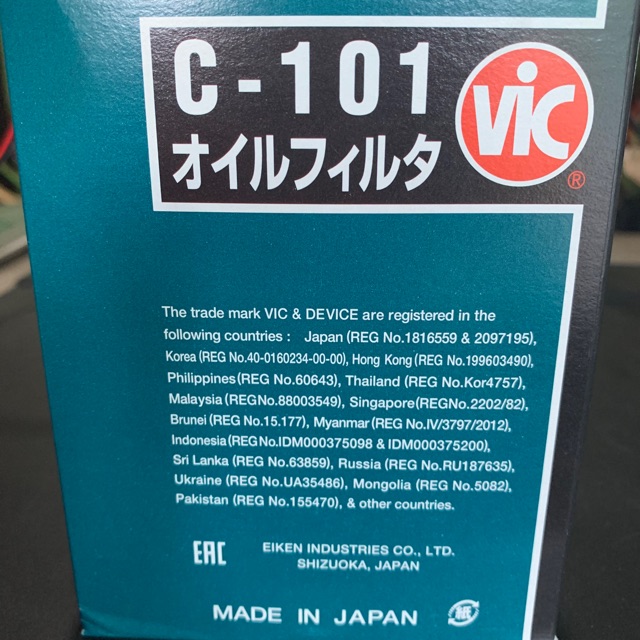 C-101
オイルフィルタ
VIC
®
The trade mark VIC & DEVICE are registered in the
following countries : Japan (REG No.1816559 & 2097195),
Korea (REG No.40-0160234-00-00), Hong Kong (REG No.199603490),
Philippines(REG No.60643), Thailand (REG No.Kor4757),
Malaysia (REGNo.88003549), Singapore(REGNo.2202/82),
Brunei (REG No.15.177), Myanmar(REG No.IV/3797/2012),
Indonesia(REG No.IDM000375098 & IDM000375200),
Sri Lanka (REG No.63859), Russia (REG No.RU187635),
Ukraine (REG No.UA35486), Mongolia (REG No.5082),
Pakistan (REG No.155470), & other countries.
EAC
EIKEN INDUSTRIES CO., LTD.
SHIZUOKA, JAPAN
MADE IN JAPAN
紙